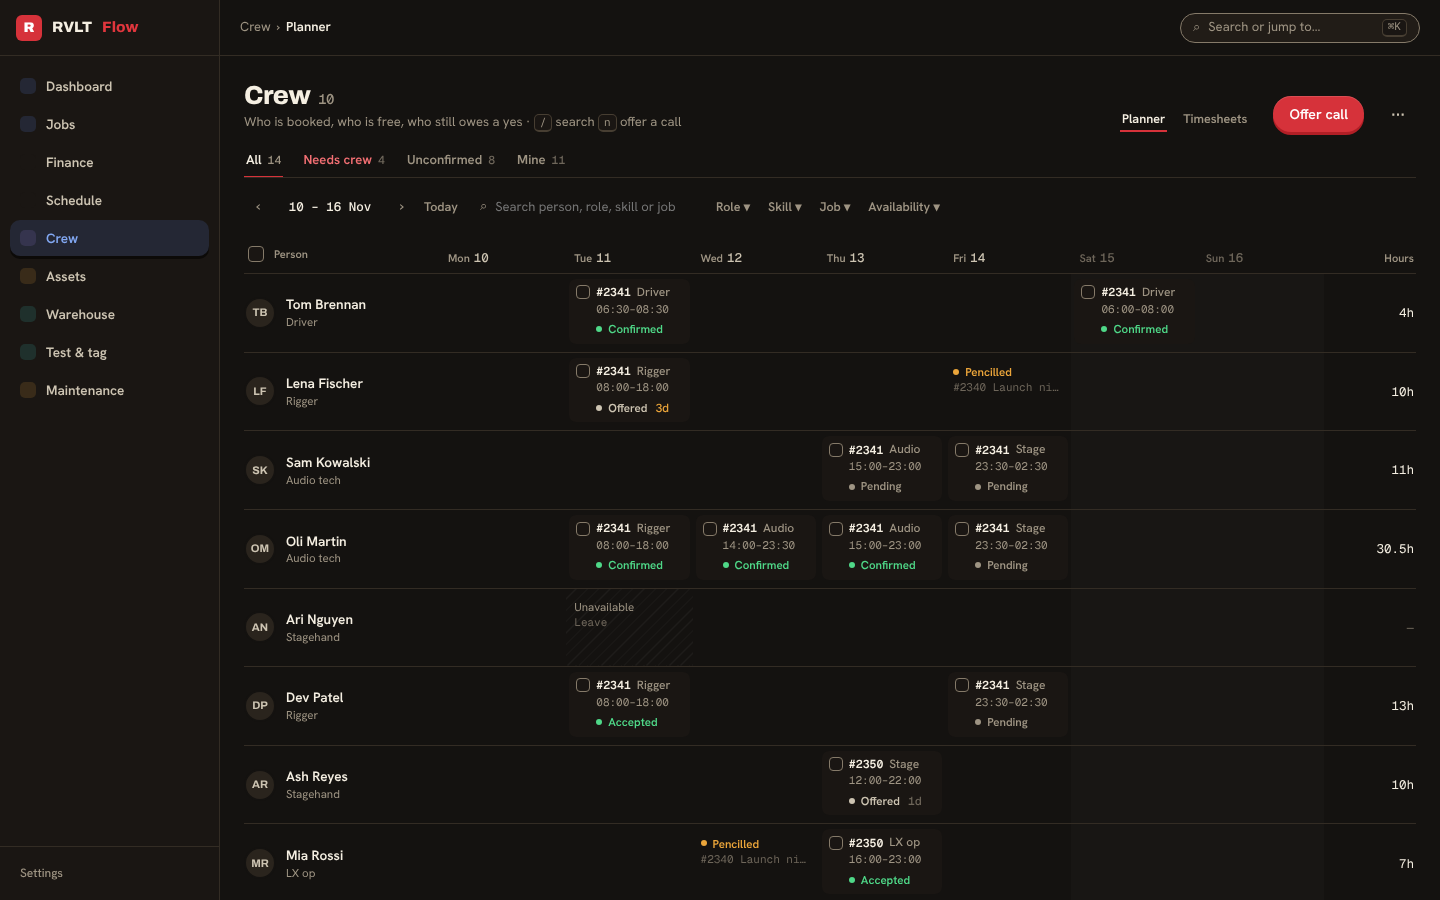 R RVLT Flow
Crew › Planner
Search or jump to... ⌘K
Dashboard
Jobs
Finance
Schedule
Crew
Assets
Warehouse
Test & tag
Maintenance
Settings
Crew 10
Who is booked, who is free, who still owes a yes · / search n offer a call
Planner Timesheets Offer call ···
All 14 Needs crew 4 Unconfirmed 8 Mine 11
‹ 10 – 16 Nov › Today Search person, role, skill or job Role ▾ Skill ▾ Job ▾ Availability ▾
Person Mon 10 Tue 11 Wed 12 Thu 13 Fri 14 Sat 15 Sun 16 Hours
TB Tom Brennan
Driver
#2341 Driver
06:30–08:30
Confirmed
#2341 Driver
06:00–08:00
Confirmed
4h
LF Lena Fischer
Rigger
#2341 Rigger
08:00–18:00
Offered 3d
Pencilled
#2340 Launch ni…
10h
SK Sam Kowalski
Audio tech
#2341 Audio
15:00–23:00
Pending
#2341 Stage
23:30–02:30
Pending
11h
OM Oli Martin
Audio tech
#2341 Rigger
08:00–18:00
Confirmed
#2341 Audio
14:00–23:30
Confirmed
#2341 Audio
15:00–23:00
Confirmed
#2341 Stage
23:30–02:30
Pending
30.5h
AN Ari Nguyen
Stagehand
Unavailable
Leave
–
DP Dev Patel
Rigger
#2341 Rigger
08:00–18:00
Accepted
#2341 Stage
23:30–02:30
Pending
13h
AR Ash Reyes
Stagehand
#2350 Stage
12:00–22:00
Offered 1d
10h
MR Mia Rossi
LX op
Pencilled
#2340 Launch ni…
#2350 LX op
16:00–23:00
Accepted
7h